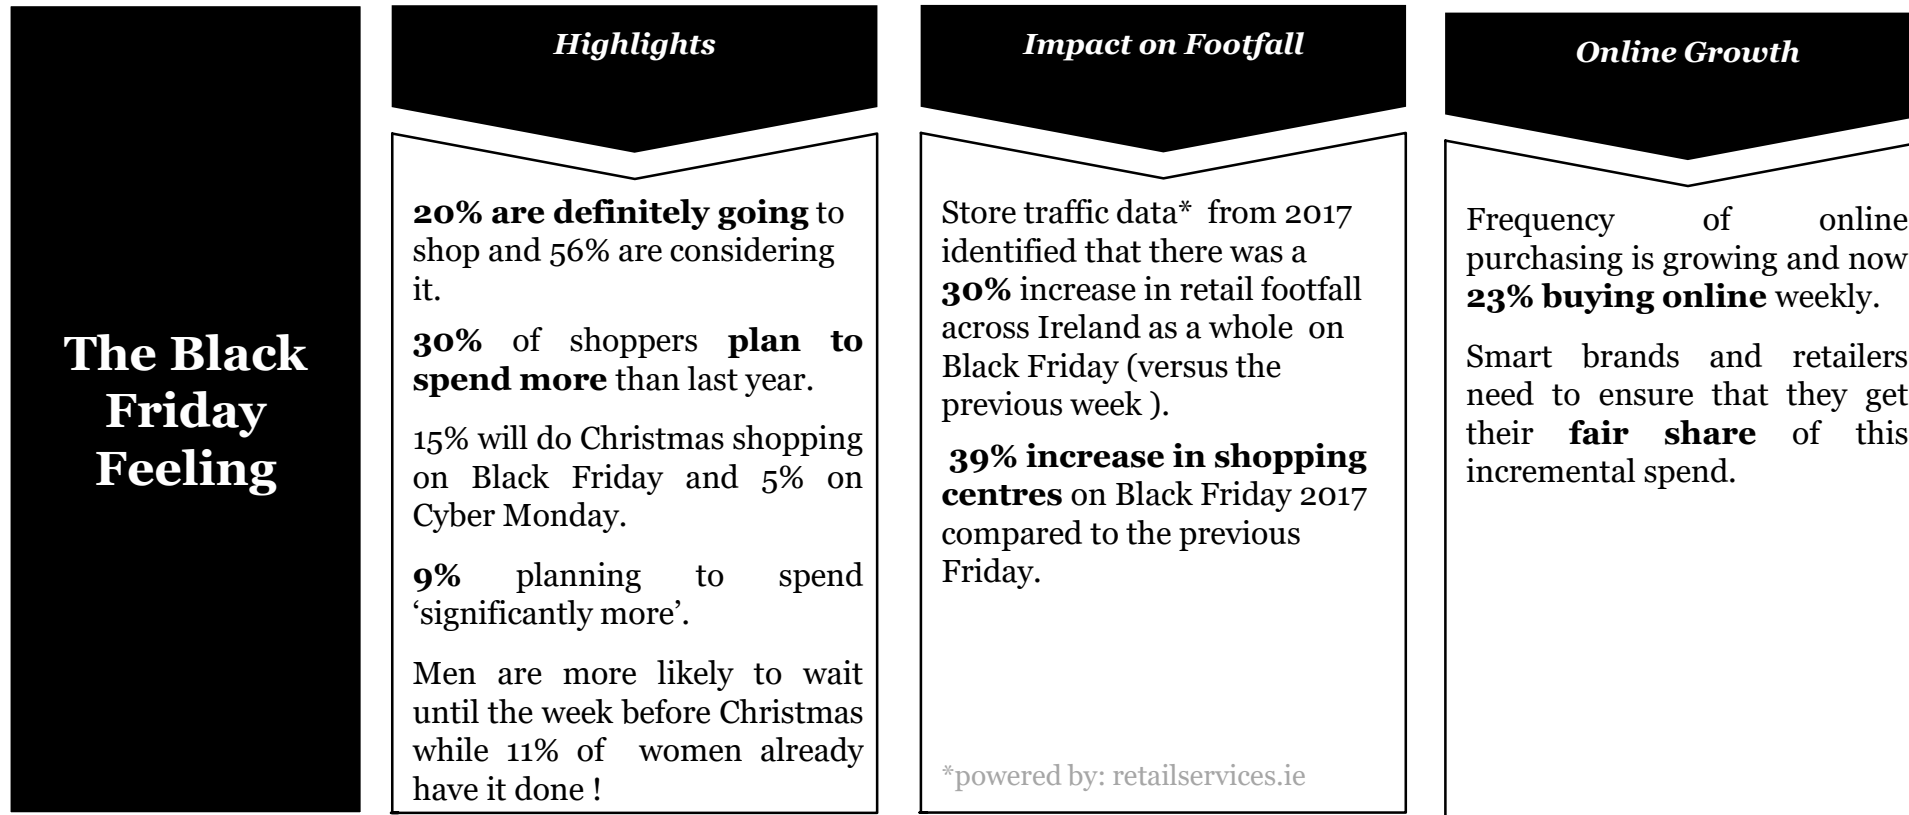 The Black
Friday
Feeling
Highlights
20% are definitely going to
shop and 56% are considering
it.
30% of shoppers plan to
spend more than last year.
15% will do Christmas shopping
on Black Friday and 5% on
Cyber Monday.
9% planning to spend
‘significantly more’.
Men are more likely to wait
until the week before Christmas
while 11% of women already
have it done !
Impact on Footfall
Store traffic data* from 2017
identified that there was a
30% increase in retail footfall
across Ireland as a whole on
Black Friday (versus the
previous week ).
39% increase in shopping
centres on Black Friday 2017
compared to the previous
Friday.
*powered by: retailservices.ie
Online Growth
Frequency of online
purchasing is growing and now
23% buying online weekly.
Smart brands and retailers
need to ensure that they get
their fair share of this
incremental spend.